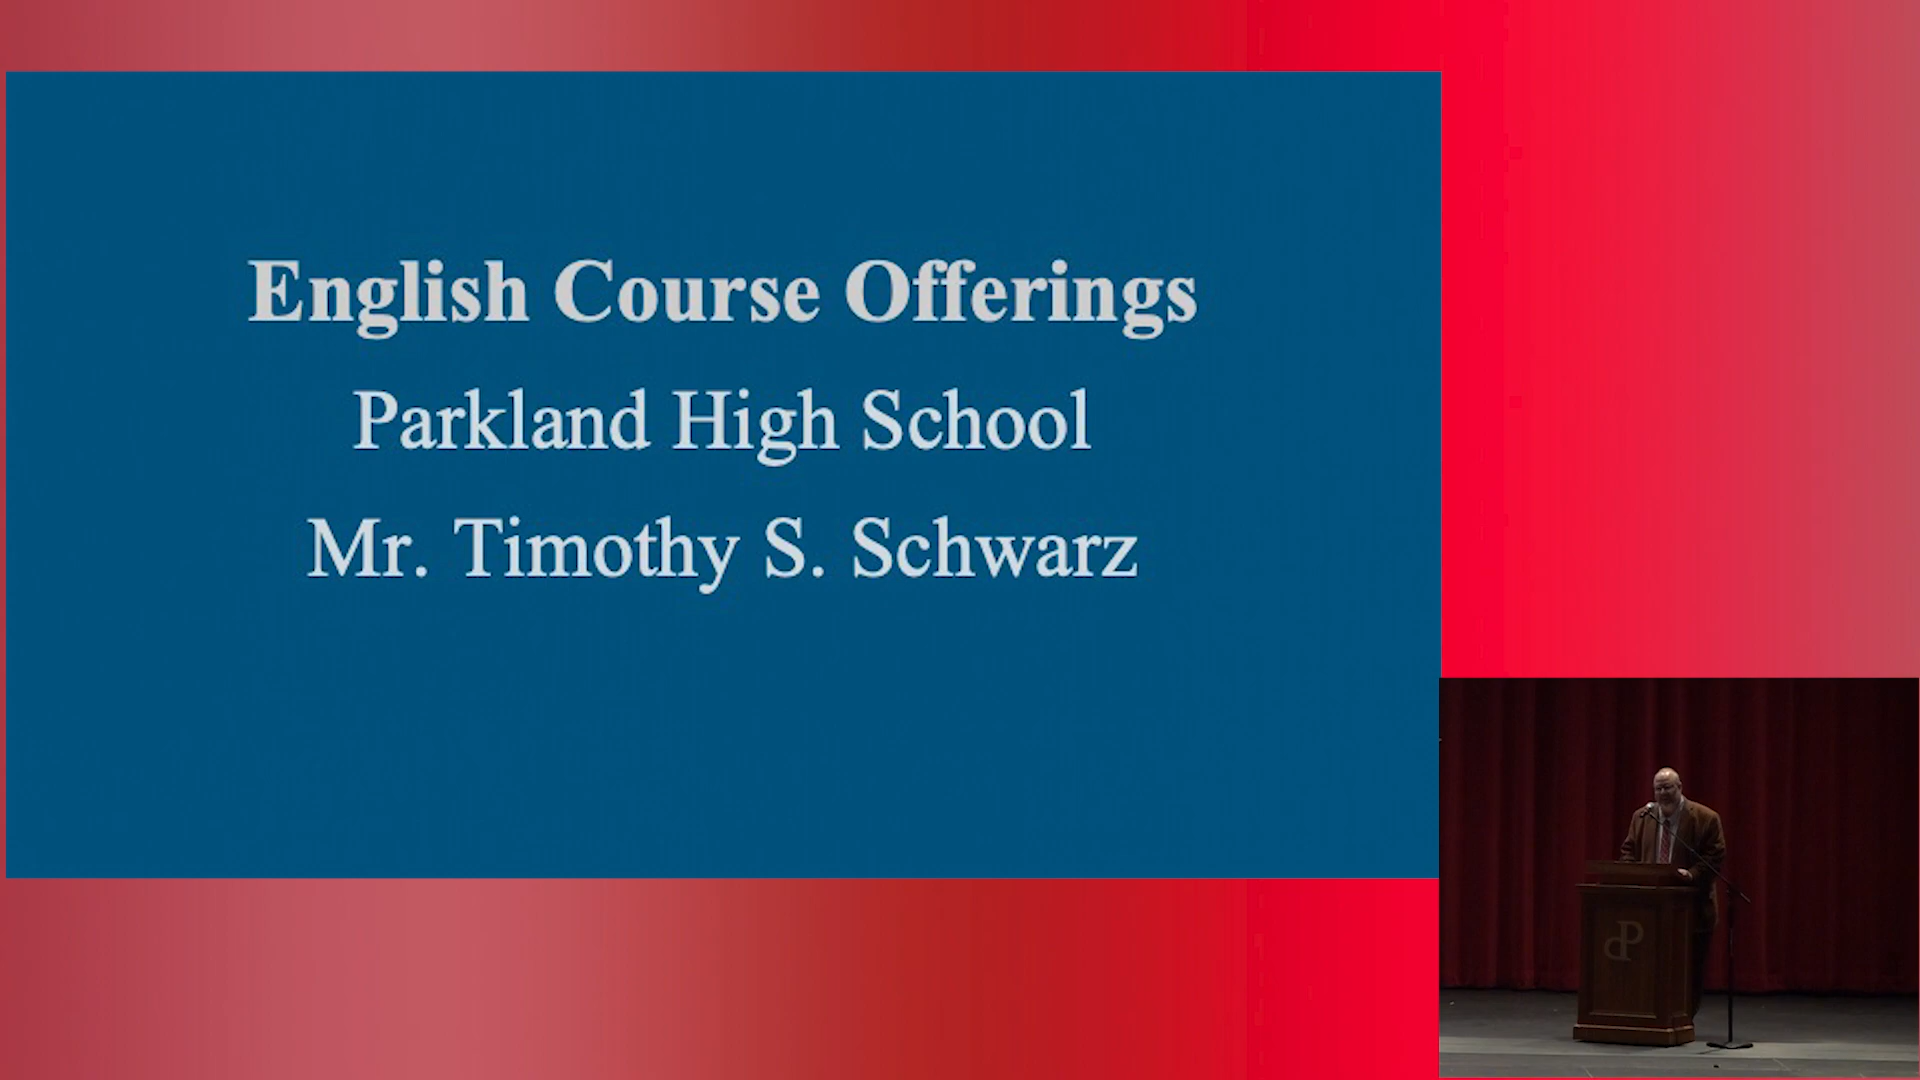 English Course Offerings
Parkland High School
Mr. Timothy S. Schwarz